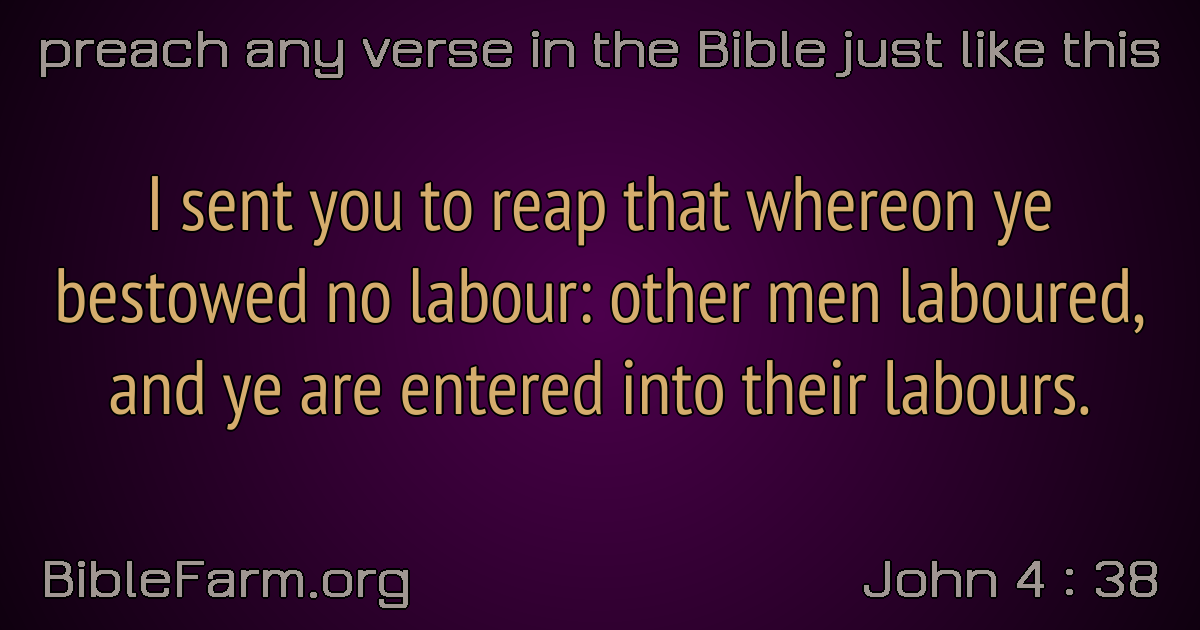 preach any verse in the Bible just like this
I sent you to reap that whereon ye
bestowed no labour: other men laboured,
and ye are entered into their labours.
BibleFarm.org
John 4 : 38